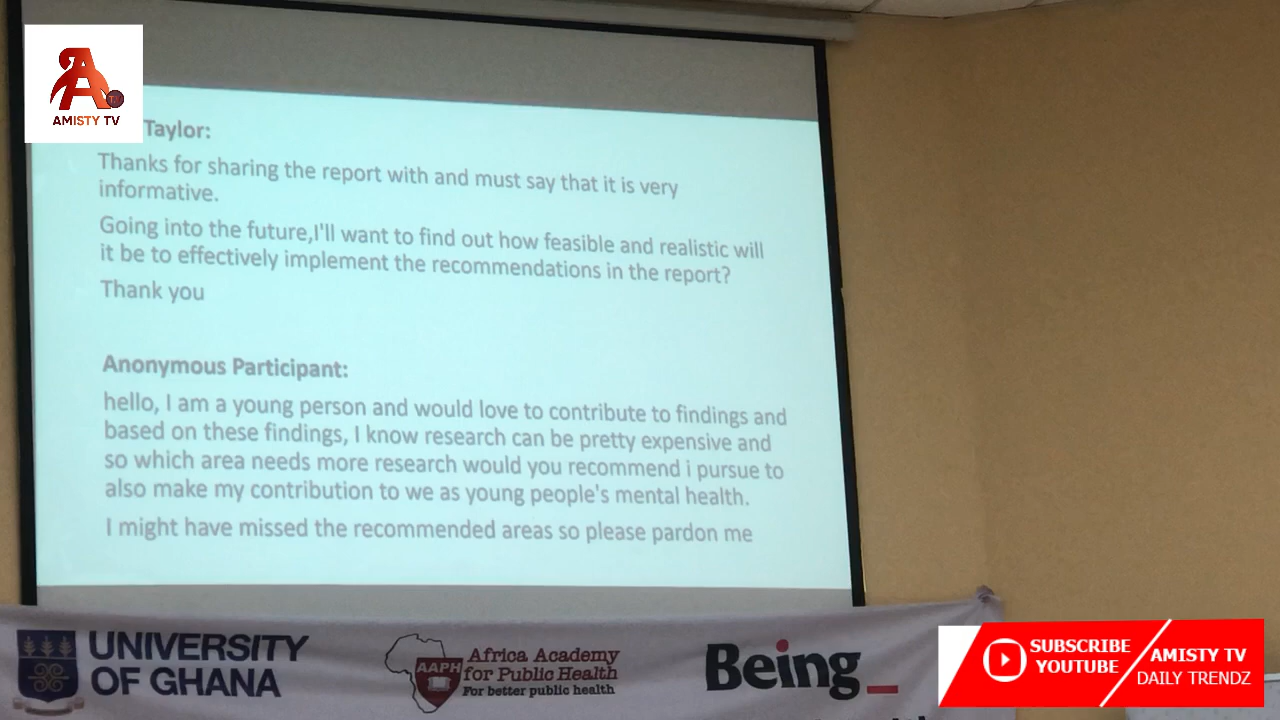 AMISTY TV
Taylor:
Thanks for sharing the report with and must say that it is very
informative.
Going into the future,I'll want to find out how feasible and realistic will
it be to effectively implement the recommendations in the report?
Thank you
Anonymous Participant:
hello, I am a young person and would love to contribute to findings and
based on these findings, I know research can be pretty expensive and
so which area needs more research would you recommend i pursue to
also make my contribution to we as young people's mental health.
I might have missed the recommended areas so please pardon me
UNIVERSITY
OF GHANA
AAPH
Africa Academy
for Public Health
For better public health
Being_
SUBSCRIBE
YOUTUBE
AMISTY TV
DAILY TRENDZ